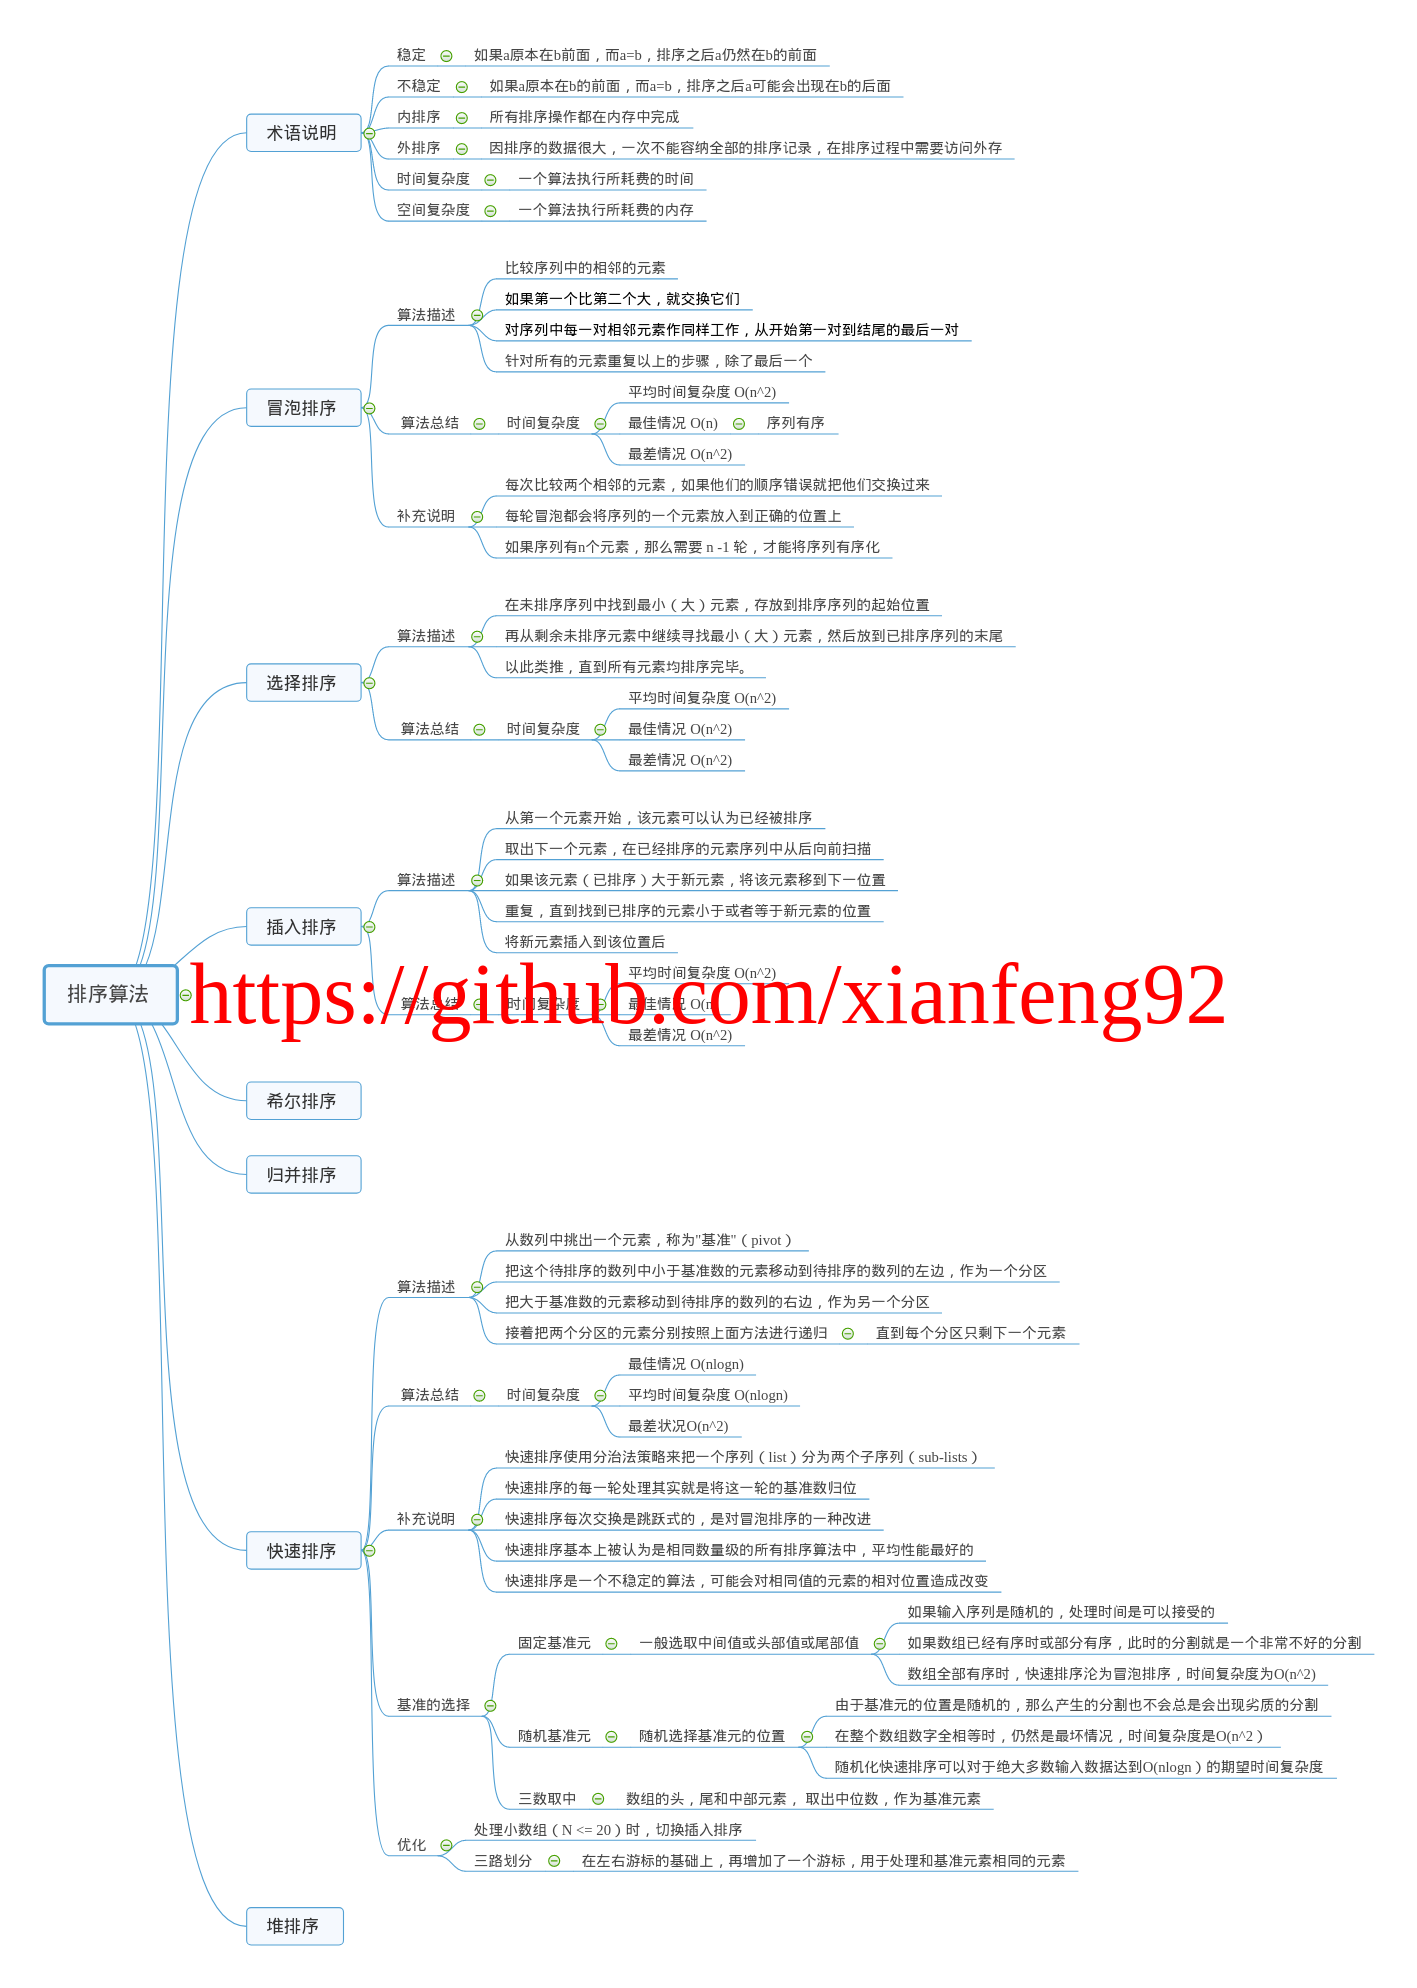 稳定
如果a原本在b前面，而a=b，排序之后a仍然在b的前面
不稳定
如果a原本在b的前面，而a=b，排序之后a可能会出现在b的后面
术语说明
内排序
所有排序操作都在内存中完成
外排序
因排序的数据很大，一次不能容纳全部的排序记录，在排序过程中需要访问外存
时间复杂度
一个算法执行所耗费的时间
空间复杂度
一个算法执行所耗费的内存
比较序列中的相邻的元素
如果第一个比第二个大，就交换它们
算法描述
对序列中每一对相邻元素作同样工作，从开始第一对到结尾的最后一对
针对所有的元素重复以上的步骤，除了最后一个
冒泡排序
平均时间复杂度 O(n^2)
算法总结
时间复杂度
最佳情况 O(n)
序列有序
最差情况 O(n^2)
每次比较两个相邻的元素，如果他们的顺序错误就把他们交换过来
补充说明
每轮冒泡都会将序列的一个元素放入到正确的位置上
如果序列有n个元素，那么需要 n -1 轮，才能将序列有序化
在未排序序列中找到最小（大）元素，存放到排序序列的起始位置
算法描述
再从剩余未排序元素中继续寻找最小（大）元素，然后放到已排序序列的末尾
以此类推，直到所有元素均排序完毕。
选择排序
平均时间复杂度 O(n^2)
算法总结
时间复杂度
最佳情况 O(n^2)
最差情况 O(n^2)
从第一个元素开始，该元素可以认为已经被排序
取出下一个元素，在已经排序的元素序列中从后向前扫描
算法描述
如果该元素（已排序）大于新元素，将该元素移到下一位置
重复，直到找到已排序的元素小于或者等于新元素的位置
插入排序
将新元素插入到该位置后
平均时间复杂度 O(n^2)
排序算法
https://github.com/xianfeng92
算法总结
时间复杂度
最佳情况 O(n
最差情况 O(n^2)
希尔排序
归并排序
从数列中挑出一个元素，称为"基准"（pivot）
把这个待排序的数列中小于基准数的元素移动到待排序的数列的左边，作为一个分区
算法描述
把大于基准数的元素移动到待排序的数列的右边，作为另一个分区
接着把两个分区的元素分别按照上面方法进行递归
直到每个分区只剩下一个元素
最佳情况 O(nlogn)
算法总结
时间复杂度
平均时间复杂度 O(nlogn)
最差状况O(n^2)
快速排序使用分治法策略来把一个序列（list）分为两个子序列（sub-lists）
快速排序的每一轮处理其实就是将这一轮的基准数归位
补充说明
快速排序每次交换是跳跃式的，是对冒泡排序的一种改进
快速排序
快速排序基本上被认为是相同数量级的所有排序算法中，平均性能最好的
快速排序是一个不稳定的算法，可能会对相同值的元素的相对位置造成改变
如果输入序列是随机的，处理时间是可以接受的
固定基准元
一般选取中间值或头部值或尾部值
如果数组已经有序时或部分有序，此时的分割就是一个非常不好的分割
数组全部有序时，快速排序沦为冒泡排序，时间复杂度为O(n^2)
基准的选择
由于基准元的位置是随机的，那么产生的分割也不会总是会出现劣质的分割
随机基准元
随机选择基准元的位置
在整个数组数字全相等时，仍然是最坏情况，时间复杂度是O(n^2）
随机化快速排序可以对于绝大多数输入数据达到O(nlogn）的期望时间复杂度
三数取中
数组的头，尾和中部元素， 取出中位数，作为基准元素
优化
处理小数组（N <= 20）时，切换插入排序
三路划分
在左右游标的基础上，再增加了一个游标，用于处理和基准元素相同的元素
堆排序